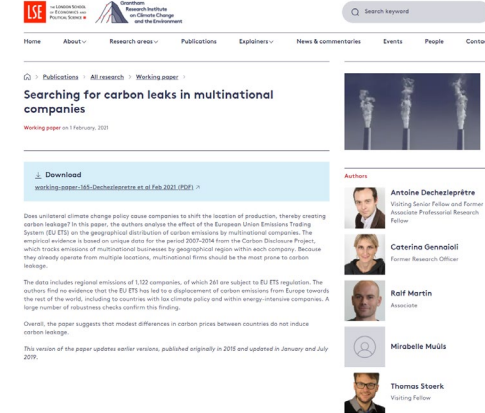 LSE THE LONDON SCHOOL OF ECONOMICS AND POLITICAL SCIENCE
Grantham
Research Institute
on Climate Change
and the Environment
Search keyword
Home About Research areas Publications Explainers News & commentaries Events People Contac
Publications > All research > Working paper >
Searching for carbon leaks in multinational
companies
Working paper on 1 February, 2021
Download
working-paper-165-Dechezlepretre et al Feb 2021 (PDF)
Does unilateral climate change policy cause companies to shift the location of production, thereby creating
carbon leakage? In this paper, the authors analyse the effect of the European Union Emissions Trading
System (EU ETS) on the geographical distribution of carbon emissions by multinational companies. The
empirical evidence is based on unique data for the period 2007–2014 from the Carbon Disclosure Project,
which tracks emissions of multinational businesses by geographical region within each company. Because
they already operate from multiple locations, multinational firms should be the most prone to carbon
leakage.
The data includes regional emissions of 1,122 companies, of which 261 are subject to EU ETS regulation. The
authors find no evidence that the EU ETS has led to a displacement of carbon emissions from Europe towards
the rest of the world, including to countries with lax climate policy and within energy-intensive companies. A
large number of robustness checks confirm this finding.
Overall, the paper suggests that modest differences in carbon prices between countries do not induce
carbon leakage.
This version of the paper updates earlier versions, published originally in 2015 and updated in January and July
2019.
Authors
Antoine Dechezleprêtre
Visiting Senior Fellow and Former
Associate Professorial Research
Fellow
Caterina Gennaioli
Former Research Officer
Ralf Martin
Associate
Mirabelle Muûls
Thomas Stoerk
Visiting Fellow